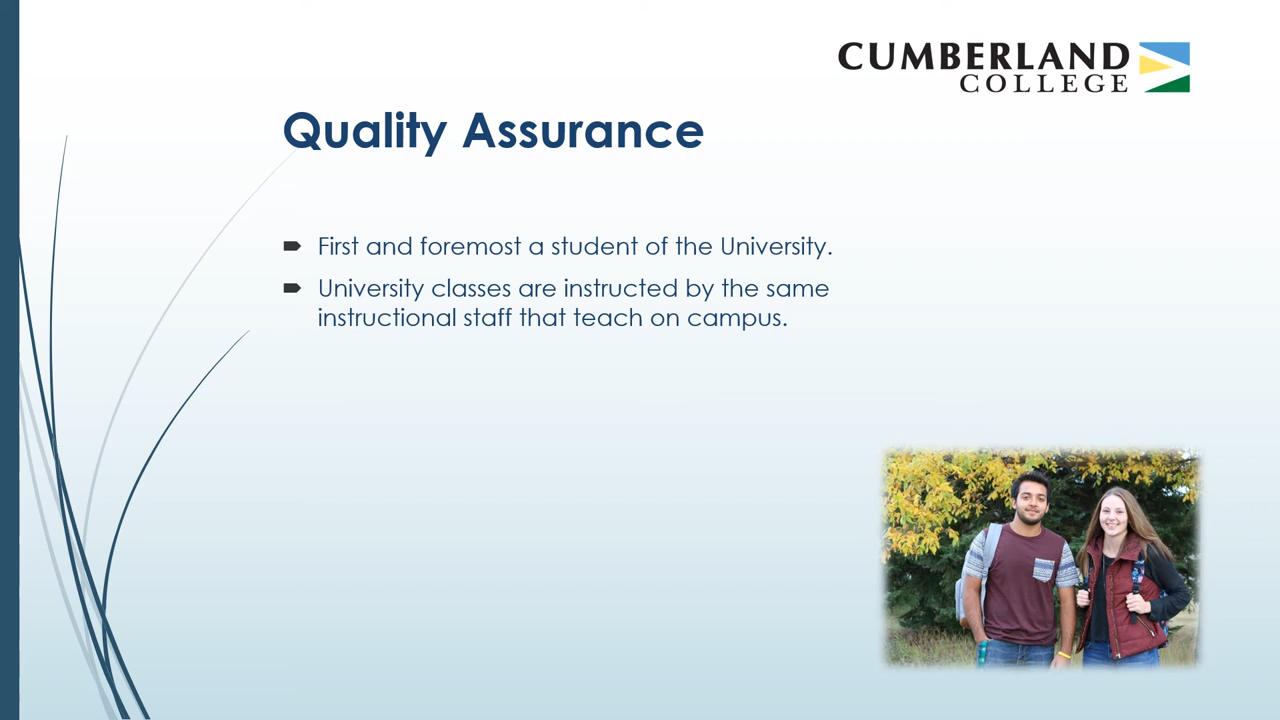 CUMBERLAND
COLLEGE
Quality Assurance
First and foremost a student of the University.
University classes are instructed by the same
instructional staff that teach on campus.